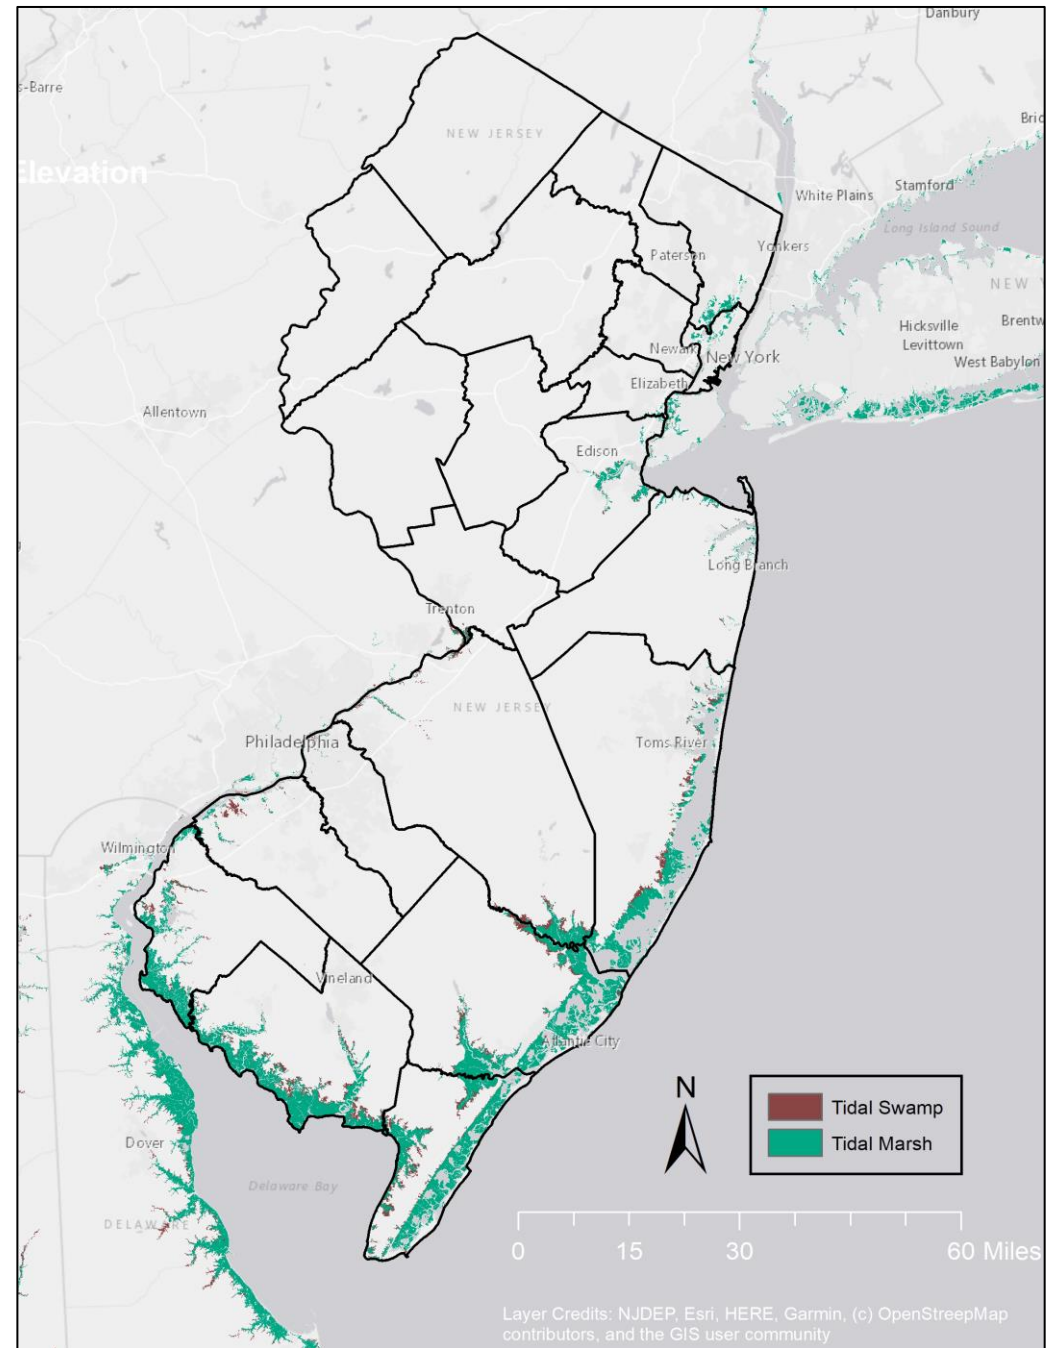 Danbury
s-Barre
Bric
NEW JERSEY
Elevation
White Plains
Stamford
Long Island Sound
Yonkers
Paterson
NEW Y
Hicksville
Levittown
Brentw
Newark
New York
West Babylon
Elizabeth
Allentown
Edison
Long Branch
Trenton
NEW JERSEY
Philadelphia
Toms River
Wilmington
Vineland
Atlantic City
N
Tidal Swamp
Tidal Marsh
Dover
Delaware Bay
DELAWARE
0 15 30 60 Miles
Layer Credits: NJDEP, Esri, HERE, Garmin, (c) OpenStreepMap
contributors, and the GIS user community